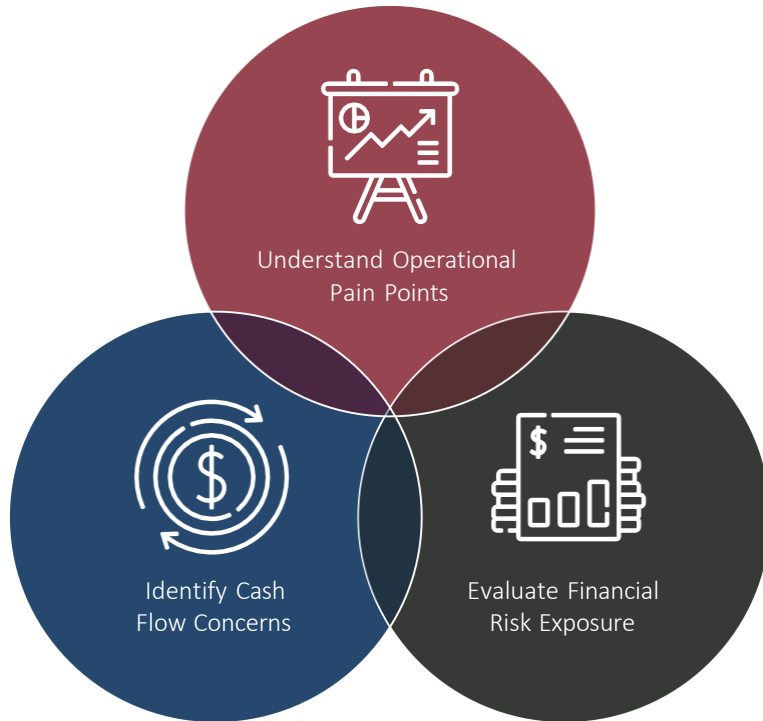 Understand Operational
Pain Points
$
Identify Cash
Flow Concerns
$
Evaluate Financial
Risk Exposure